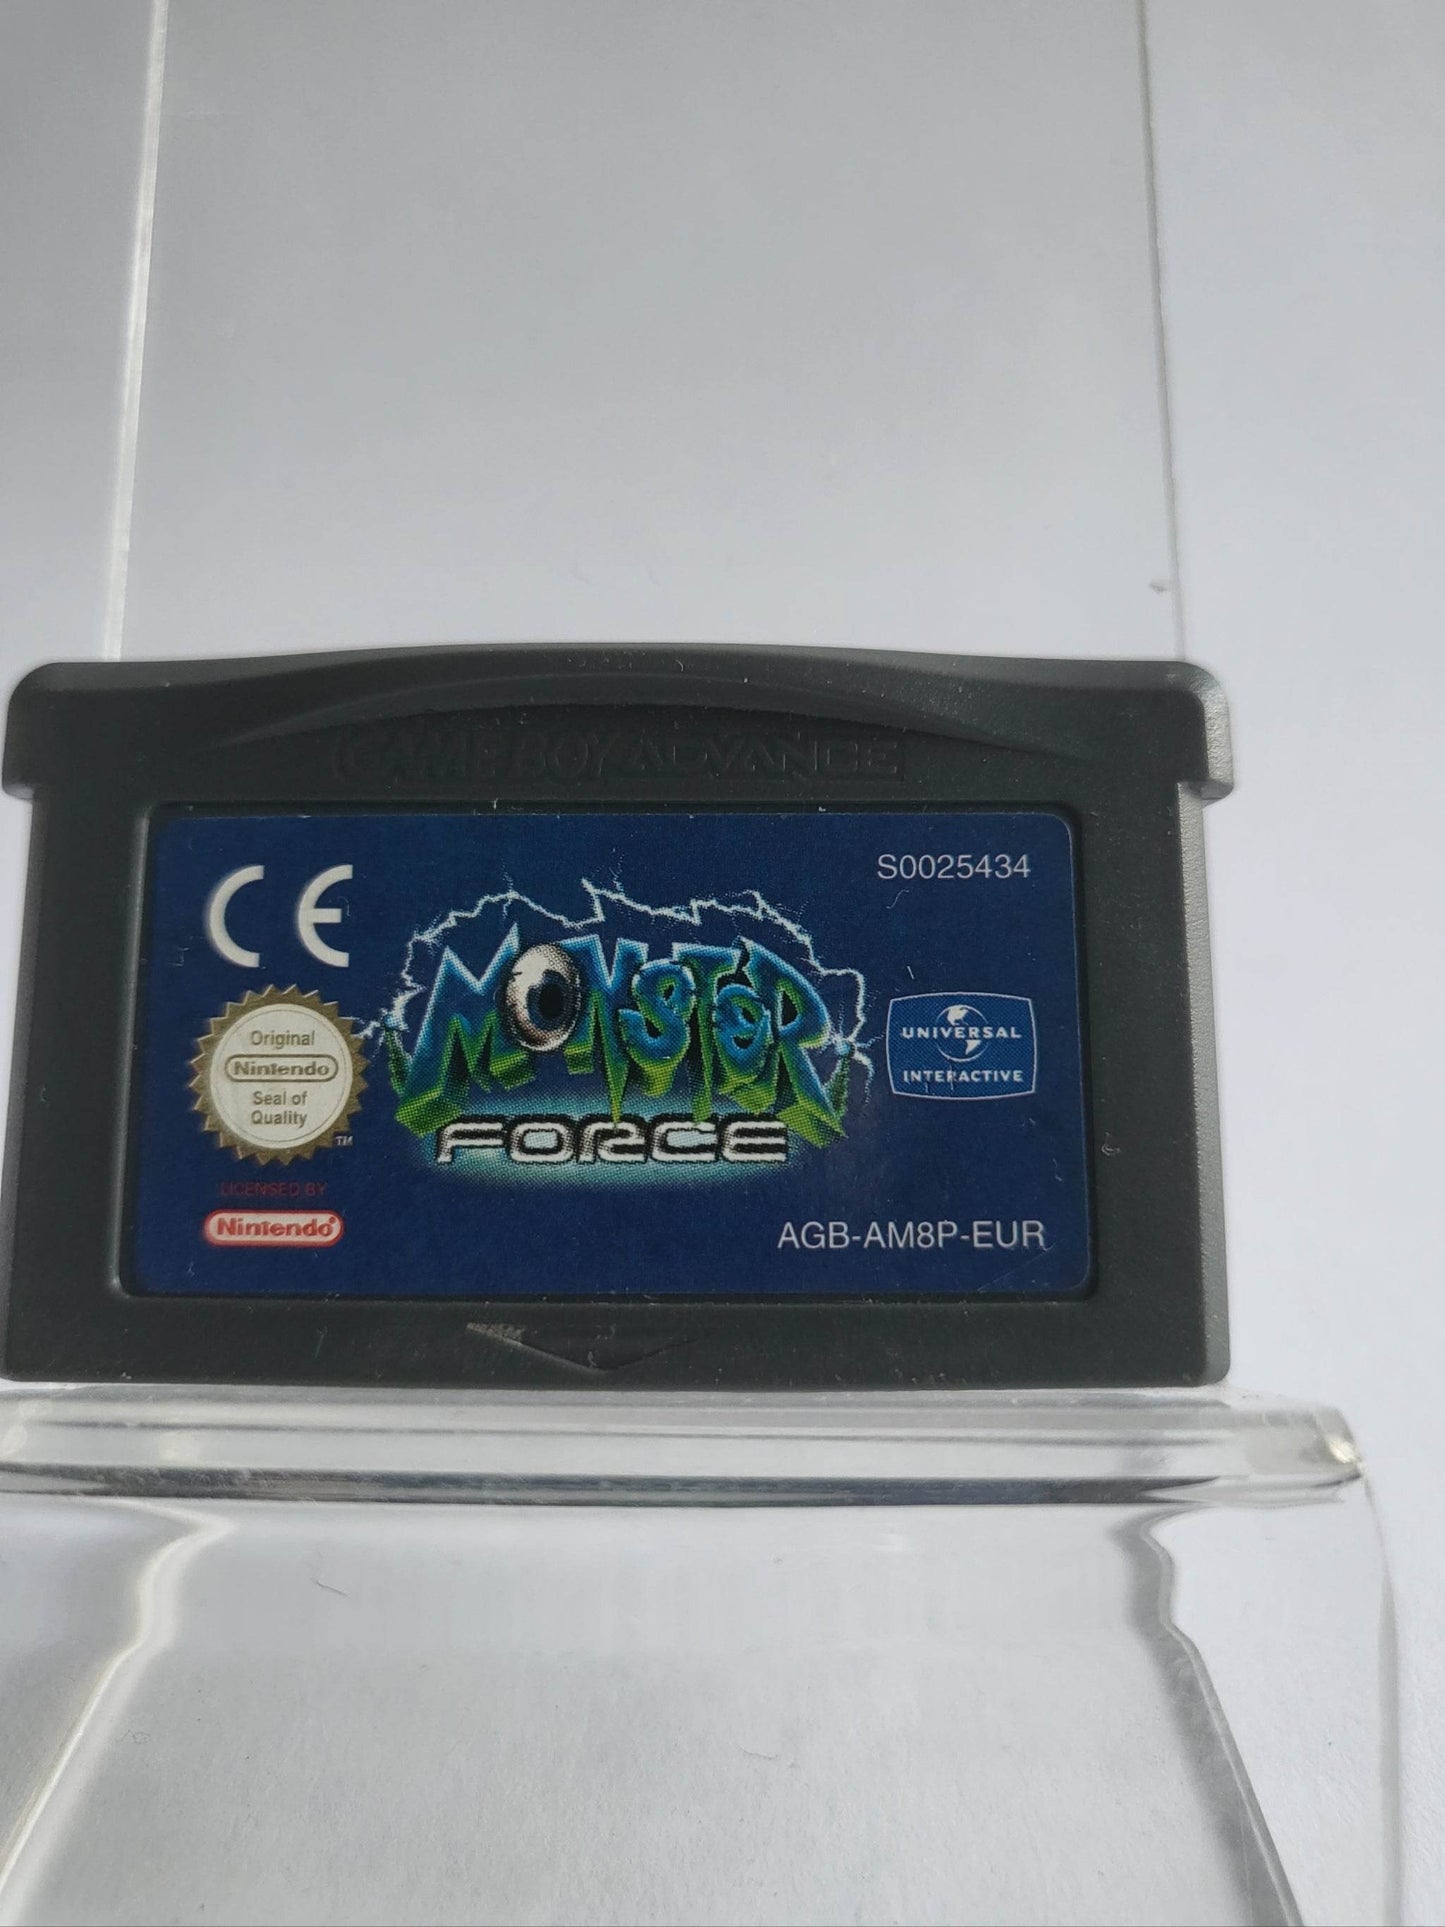 GAME BOY ADVANCE
CE
S0025434
MONSTER
FORCE
UNIVERSAL
INTERACTIVE
Original
Nintendo
Seal of
Quality
TM
LICENSED BY
Nintendo®
AGB-AM8P-EUR